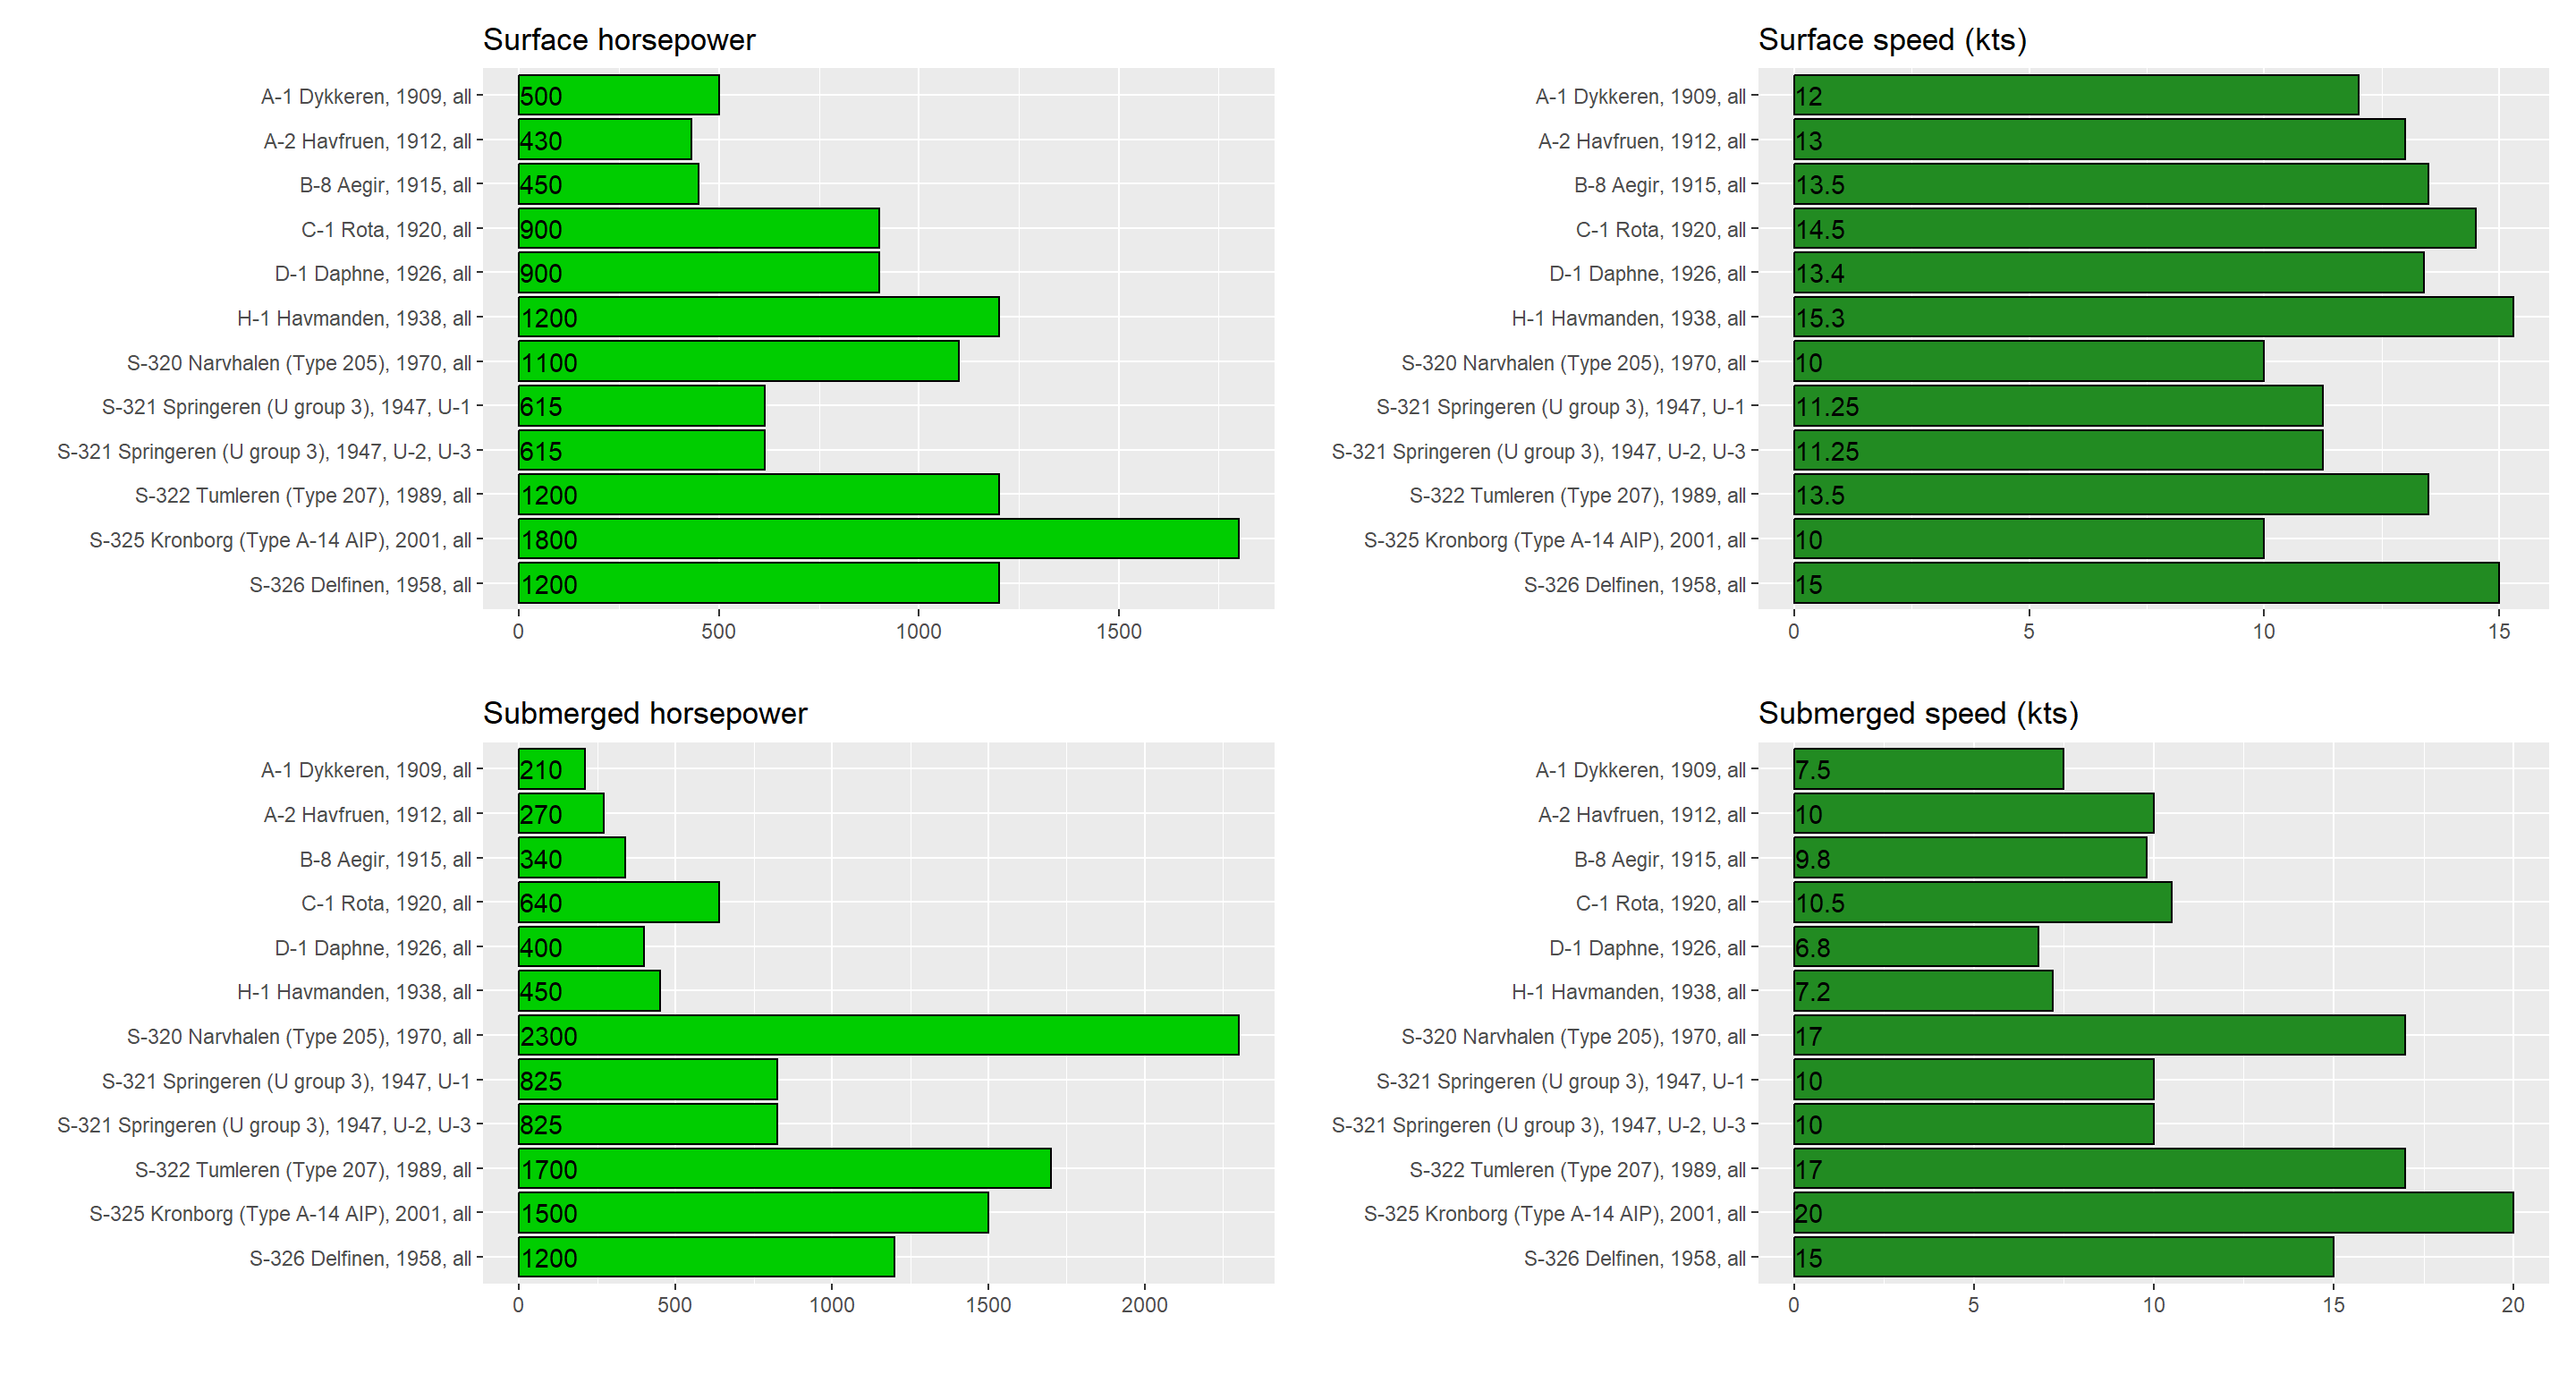 Surface horsepower
A-1 Dykkeren, 1909, all 500
A-2 Havfruen, 1912, all 430
B-8 Aegir, 1915, all 450
C-1 Rota, 1920, all 900
D-1 Daphne, 1926, all 900
H-1 Havmanden, 1938, all 1200
S-320 Narvhalen (Type 205), 1970, all 1100
S-321 Springeren (U group 3), 1947, U-1 615
S-321 Springeren (U group 3), 1947, U-2, U-3 615
S-322 Tumleren (Type 207), 1989, all 1200
S-325 Kronborg (Type A-14 AIP), 2001, all 1800
S-326 Delfinen, 1958, all 1200
0 500 1000 1500
Surface speed (kts)
A-1 Dykkeren, 1909, all 12
A-2 Havfruen, 1912, all 13
B-8 Aegir, 1915, all 13.5
C-1 Rota, 1920, all 14.5
D-1 Daphne, 1926, all 13.4
H-1 Havmanden, 1938, all 15.3
S-320 Narvhalen (Type 205), 1970, all 10
S-321 Springeren (U group 3), 1947, U-1 11.25
S-321 Springeren (U group 3), 1947, U-2, U-3 11.25
S-322 Tumleren (Type 207), 1989, all 13.5
S-325 Kronborg (Type A-14 AIP), 2001, all 10
S-326 Delfinen, 1958, all 15
0 5 10 15
Submerged horsepower
A-1 Dykkeren, 1909, all 210
A-2 Havfruen, 1912, all 270
B-8 Aegir, 1915, all 340
C-1 Rota, 1920, all 640
D-1 Daphne, 1926, all 400
H-1 Havmanden, 1938, all 450
S-320 Narvhalen (Type 205), 1970, all 2300
S-321 Springeren (U group 3), 1947, U-1 825
S-321 Springeren (U group 3), 1947, U-2, U-3 825
S-322 Tumleren (Type 207), 1989, all 1700
S-325 Kronborg (Type A-14 AIP), 2001, all 1500
S-326 Delfinen, 1958, all 1200
0 500 1000 1500 2000
Submerged speed (kts)
A-1 Dykkeren, 1909, all 7.5
A-2 Havfruen, 1912, all 10
B-8 Aegir, 1915, all 9.8
C-1 Rota, 1920, all 10.5
D-1 Daphne, 1926, all 6.8
H-1 Havmanden, 1938, all 7.2
S-320 Narvhalen (Type 205), 1970, all 17
S-321 Springeren (U group 3), 1947, U-1 10
S-321 Springeren (U group 3), 1947, U-2, U-3 10
S-322 Tumleren (Type 207), 1989, all 17
S-325 Kronborg (Type A-14 AIP), 2001, all 20
S-326 Delfinen, 1958, all 15
0 5 10 15 20